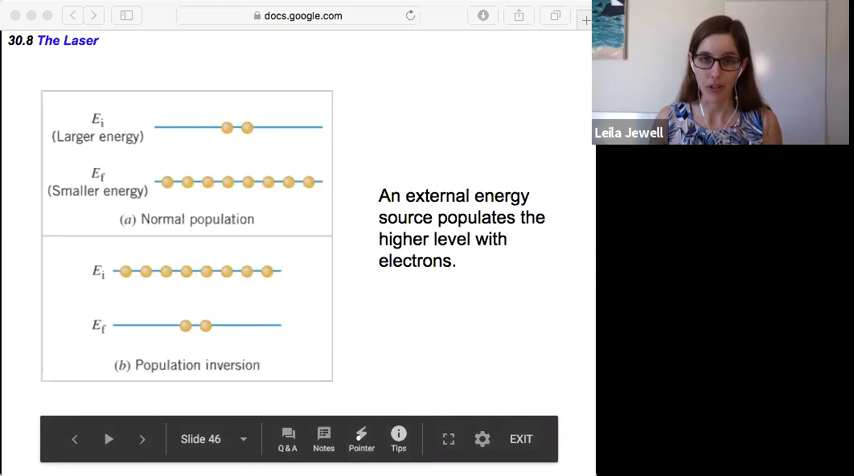 docs.google.com
30.8 The Laser
Ei
(Larger energy)
Ef
(Smaller energy)
(a) Normal population
Ei
Ef
(b) Population inversion
An external energy
source populates the
higher level with
electrons.
Leila Jewell
Slide 46
Q&A
Notes
Pointer
Tips
EXIT